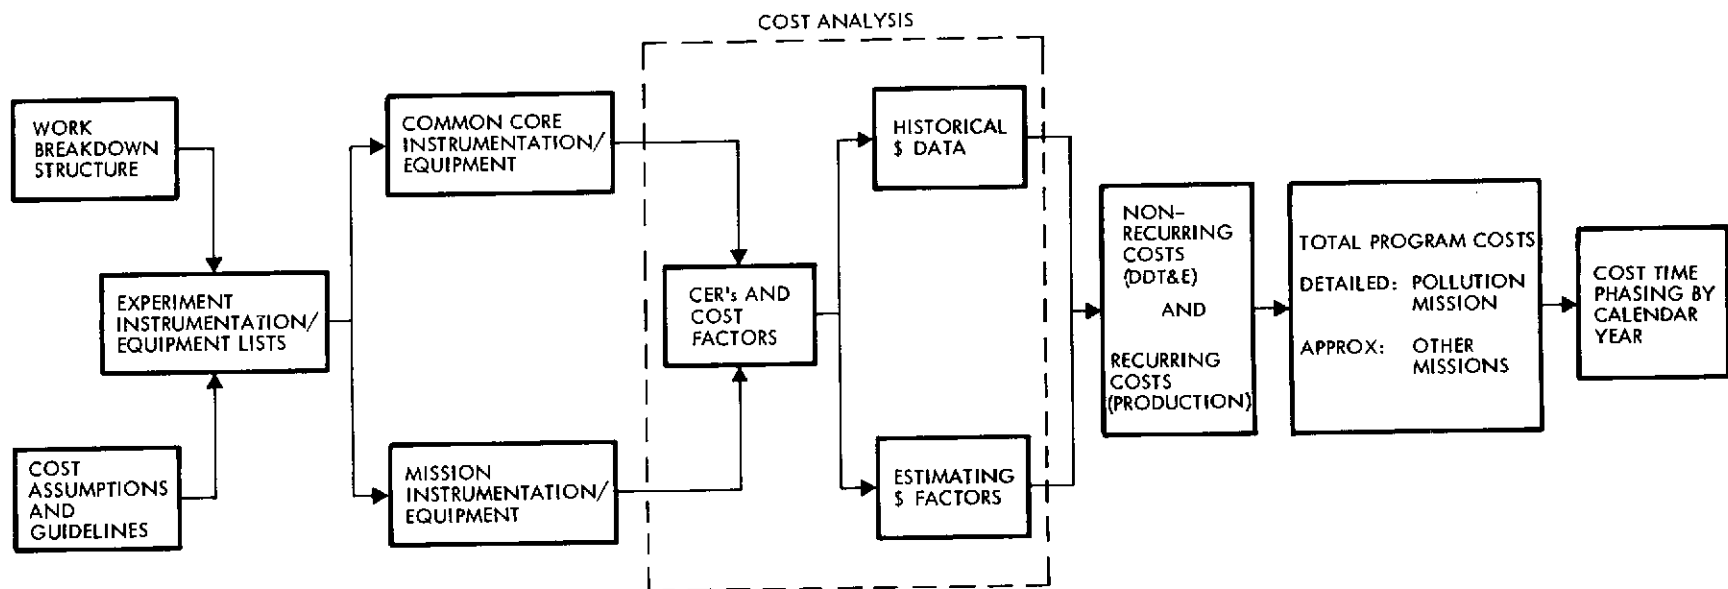 COST ANALYSIS
WORK
BREAKDOWN
STRUCTURE
COST
ASSUMPTIONS
AND
GUIDELINES
EXPERIMENT
INSTRUMENTATION/
EQUIPMENT LISTS
COMMON CORE
INSTRUMENTATION/
EQUIPMENT
MISSION
INSTRUMENTATION/
EQUIPMENT
CER's AND
COST
FACTORS
HISTORICAL
$ DATA
ESTIMATING
$ FACTORS
NON-
RECURRING
COSTS
(DDT&E)
AND
RECURRING
COSTS
(PRODUCTION)
TOTAL PROGRAM COSTS
DETAILED: POLLUTION
MISSION
APPROX: OTHER
MISSIONS
COST TIME
PHASING BY
CALENDAR
YEAR